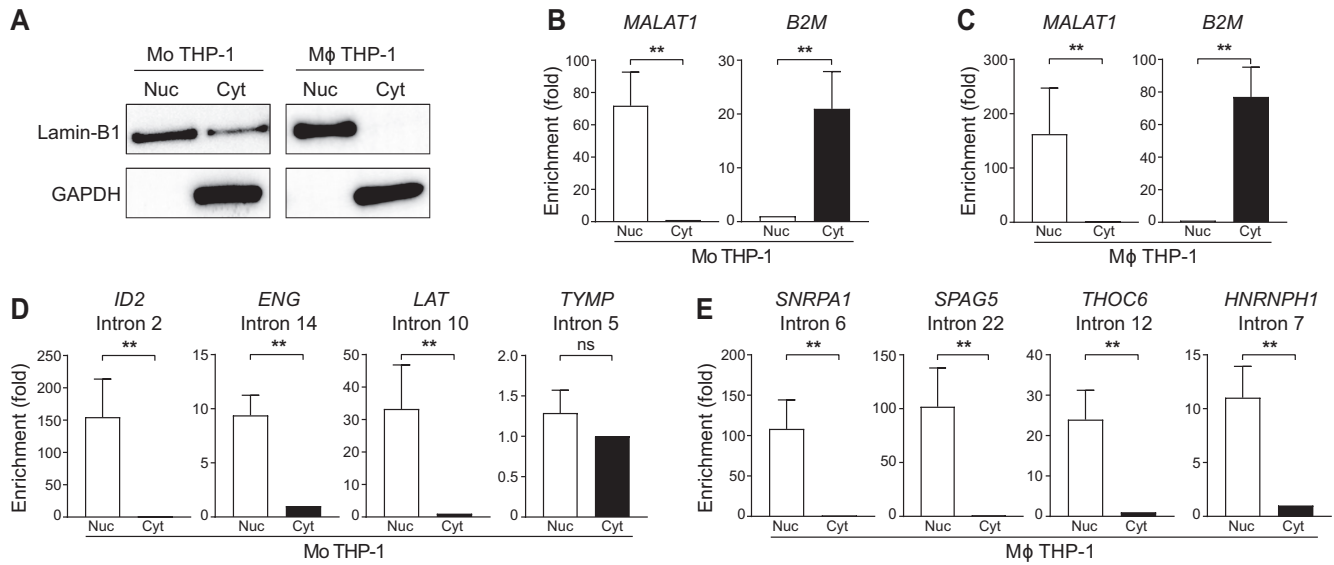 A
Mo THP-1
Mϕ THP-1
Nuc Cyt Nuc Cyt
Lamin-B1
GAPDH
B
MALAT1
B2M
**
**
Enrichment (fold)
100
80
60
40
20
0
30
20
10
0
Nuc Cyt
Nuc Cyt
Mo THP-1
C
MALAT1
B2M
**
**
Enrichment (fold)
300
200
100
0
100
80
60
40
20
0
Nuc Cyt
Nuc Cyt
Mϕ THP-1
D
ID2
Intron 2
ENG
Intron 14
LAT
Intron 10
TYMP
Intron 5
**
**
**
ns
Enrichment (fold)
250
200
150
100
50
0
15
10
5
0
50
40
30
20
10
0
2.0
1.5
1.0
0.5
0
Nuc Cyt
Nuc Cyt
Nuc Cyt
Nuc Cyt
Mo THP-1
E
SNRPA1
Intron 6
SPAG5
Intron 22
THOC6
Intron 12
HNRNPH1
Intron 7
**
**
**
**
Enrichment (fold)
200
150
100
50
0
150
100
50
0
40
30
20
10
0
15
10
5
0
Nuc Cyt
Nuc Cyt
Nuc Cyt
Nuc Cyt
Mϕ THP-1